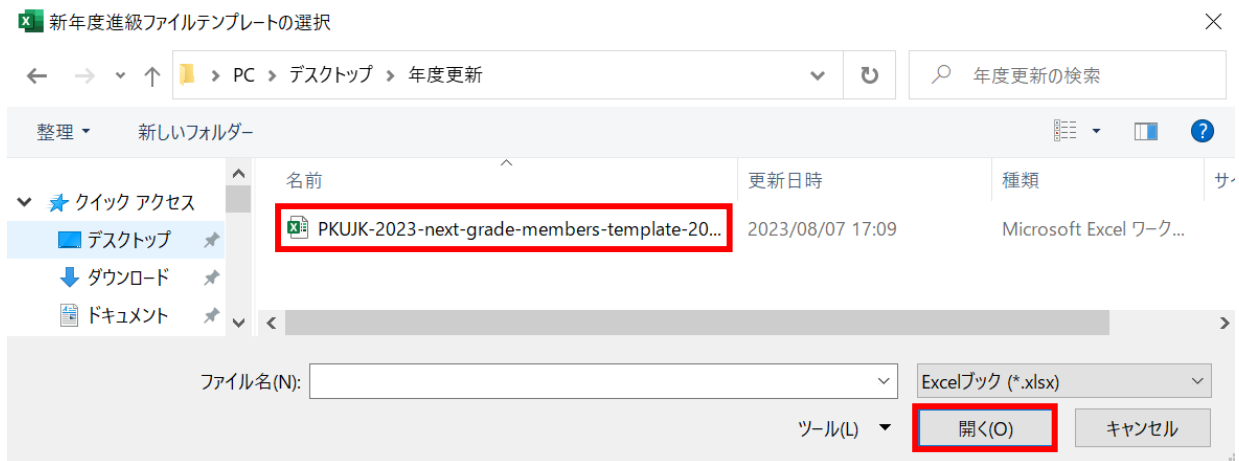 新年度進級ファイルテンプレートの選択
PC > デスクトップ > 年度更新
年度更新の検索
整理
新しいフォルダー
名前
更新日時
種類
サイ
クイック アクセス
デスクトップ
ダウンロード
ドキュメント
PKUJK-2023-next-grade-members-template-20...
2023/08/07 17:09
Microsoft Excel ワーク...
ファイル名(N):
Excelブック (*.xlsx)
ツール(L)
開く(O)
キャンセル